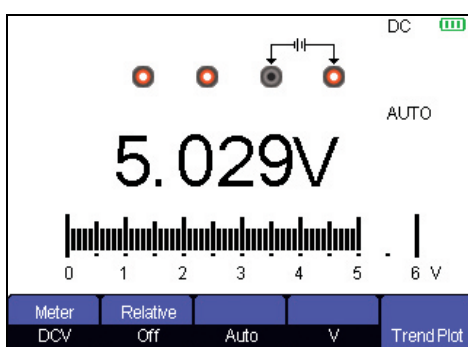 DC
AUTO
5.029V
0 1 2 3 4 5 6 V
Meter Relative
DCV Off Auto V Trend Plot